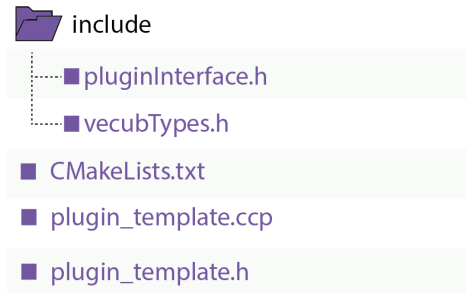 include
pluginInterface.h
vecubTypes.h
CMakeLists.txt
plugin_template.ccp
plugin_template.h